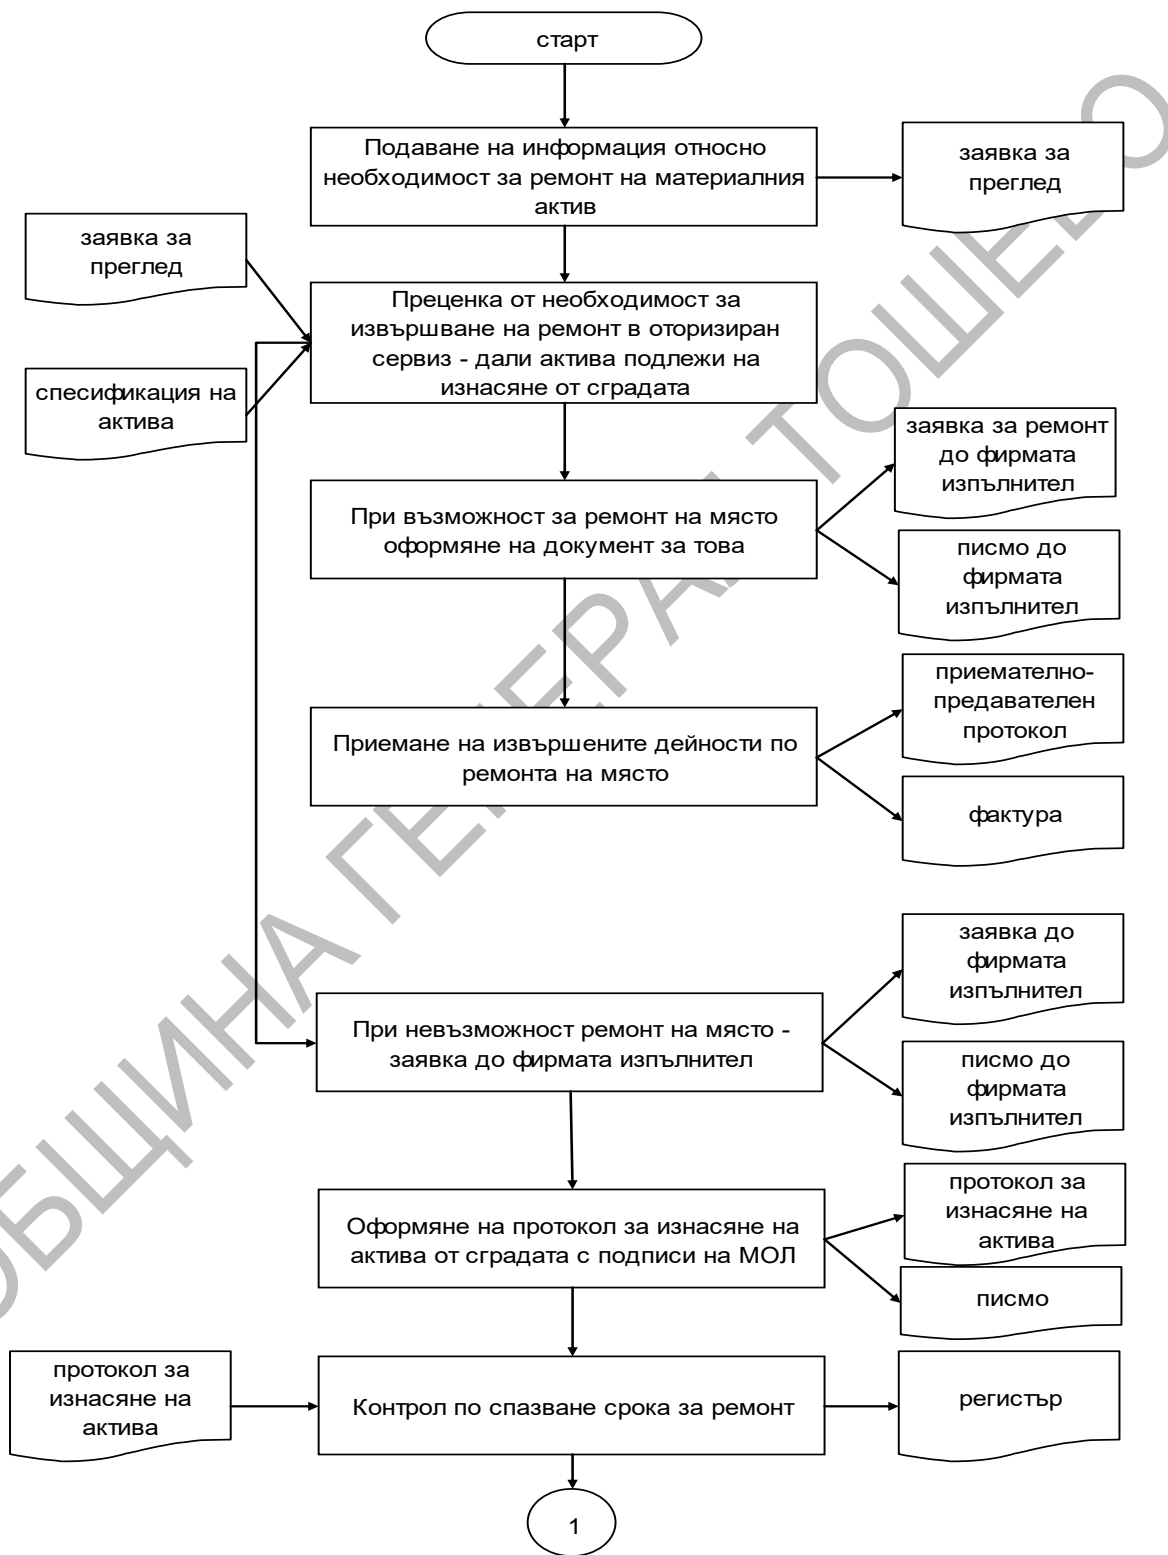 старт
Подаване на информация относно
необходимост за ремонт на материалния
актив
заявка за
преглед
заявка за
преглед
Преценка от необходимост за
извършване на ремонт в оторизиран
сервиз - дали актива подлежи на
изнасяне от сградата
спесификация на
актива
заявка за ремонт
до фирмата
изпълнител
При възможност за ремонт на място
оформяне на документ за това
писмо до
фирмата
изпълнител
приемателно-
предавателен
протокол
Приемане на извършените дейности по
ремонта на място
фактура
заявка до
фирмата
изпълнител
При невъзможност ремонт на място -
заявка до фирмата изпълнител
писмо до
фирмата
изпълнител
протокол за
изнасяне на
актива
Оформяне на протокол за изнасяне на
актива от сградата с подписи на МОЛ
писмо
протокол за
изнасяне на
актива
Контрол по спазване срока за ремонт
регистър
1
ОБЩИНА ГЕНЕРАЛ ТОШЕВО